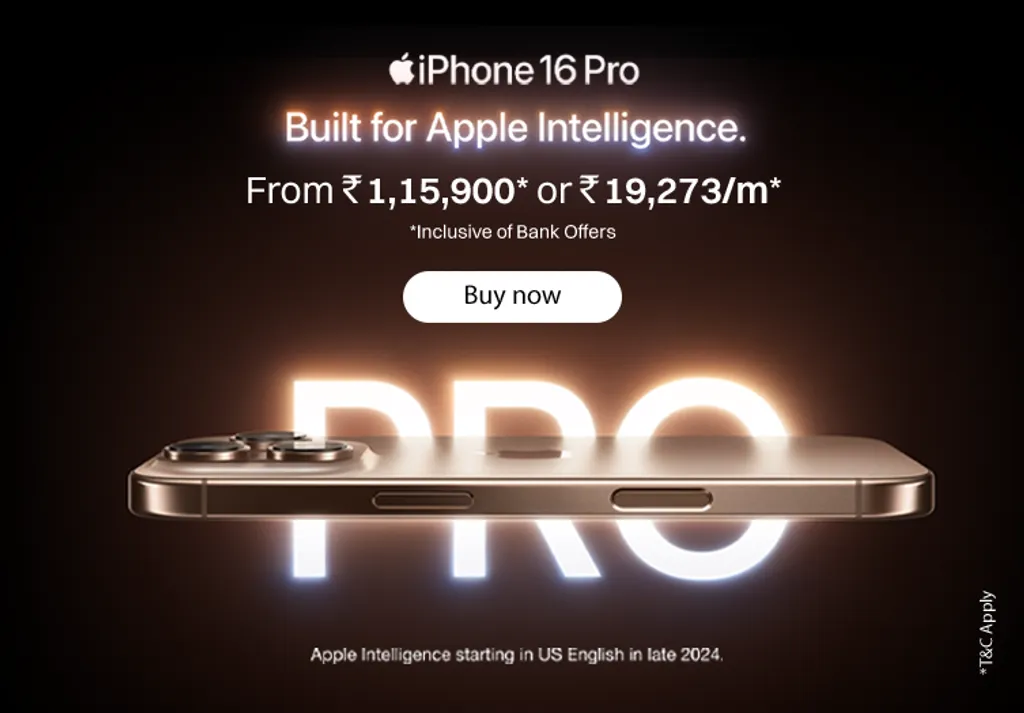 iPhone 16 Pro
Built for Apple Intelligence.
From ₹1,15,900* or ₹19,273/m*
*Inclusive of Bank Offers
Buy now
PRO
Apple Intelligence starting in US English in late 2024.
*T&C Apply